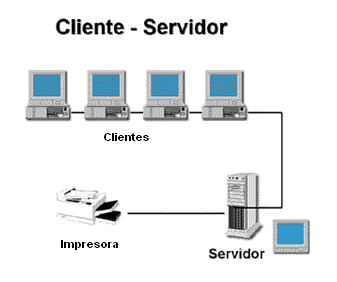 Cliente - Servidor
Clientes
Impresora
Servidor